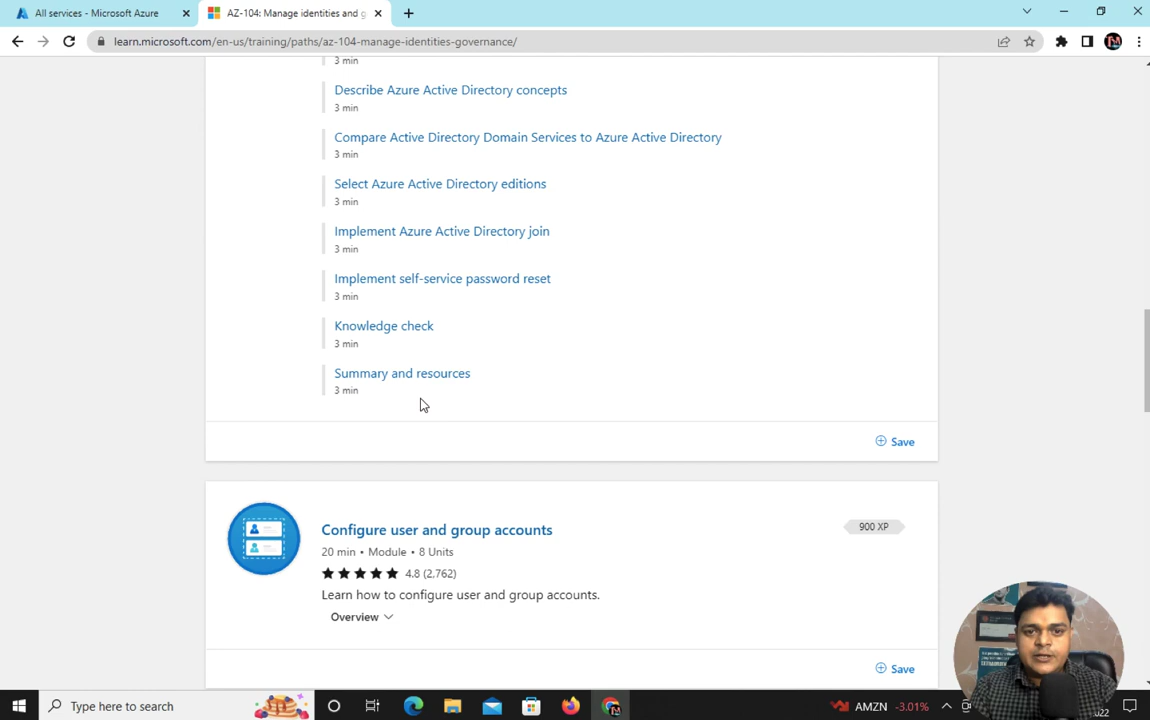 All services - Microsoft Azure
AZ-104: Manage identities and g
learn.microsoft.com/en-us/training/paths/az-104-manage-identities-governance/
3 min
Describe Azure Active Directory concepts
3 min
Compare Active Directory Domain Services to Azure Active Directory
3 min
Select Azure Active Directory editions
3 min
Implement Azure Active Directory join
3 min
Implement self-service password reset
3 min
Knowledge check
3 min
Summary and resources
3 min
Save
Configure user and group accounts
900 XP
20 min • Module • 8 Units
4.8 (2,762)
Learn how to configure user and group accounts.
Overview
Save
Type here to search
AMZN -3.01%